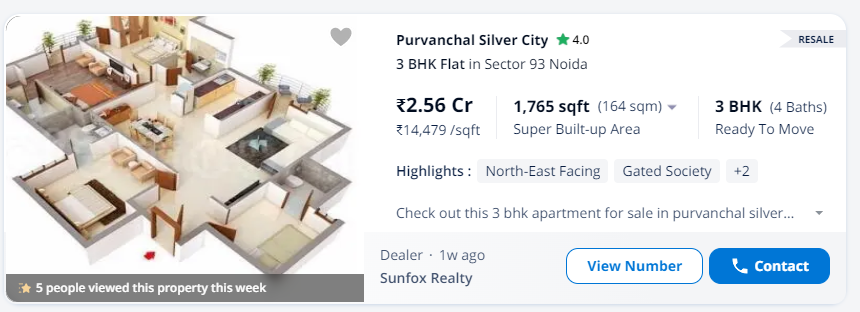 Purvanchal Silver City ★ 4.0
RESALE
3 BHK Flat in Sector 93 Noida
₹2.56 Cr
₹14,479 /sqft
1,765 sqft (164 sqm)
Super Built-up Area
3 BHK (4 Baths)
Ready To Move
Highlights : North-East Facing Gated Society +2
Check out this 3 bhk apartment for sale in purvanchal silver...
5 people viewed this property this week
Dealer · 1w ago
Sunfox Realty
View Number
Contact